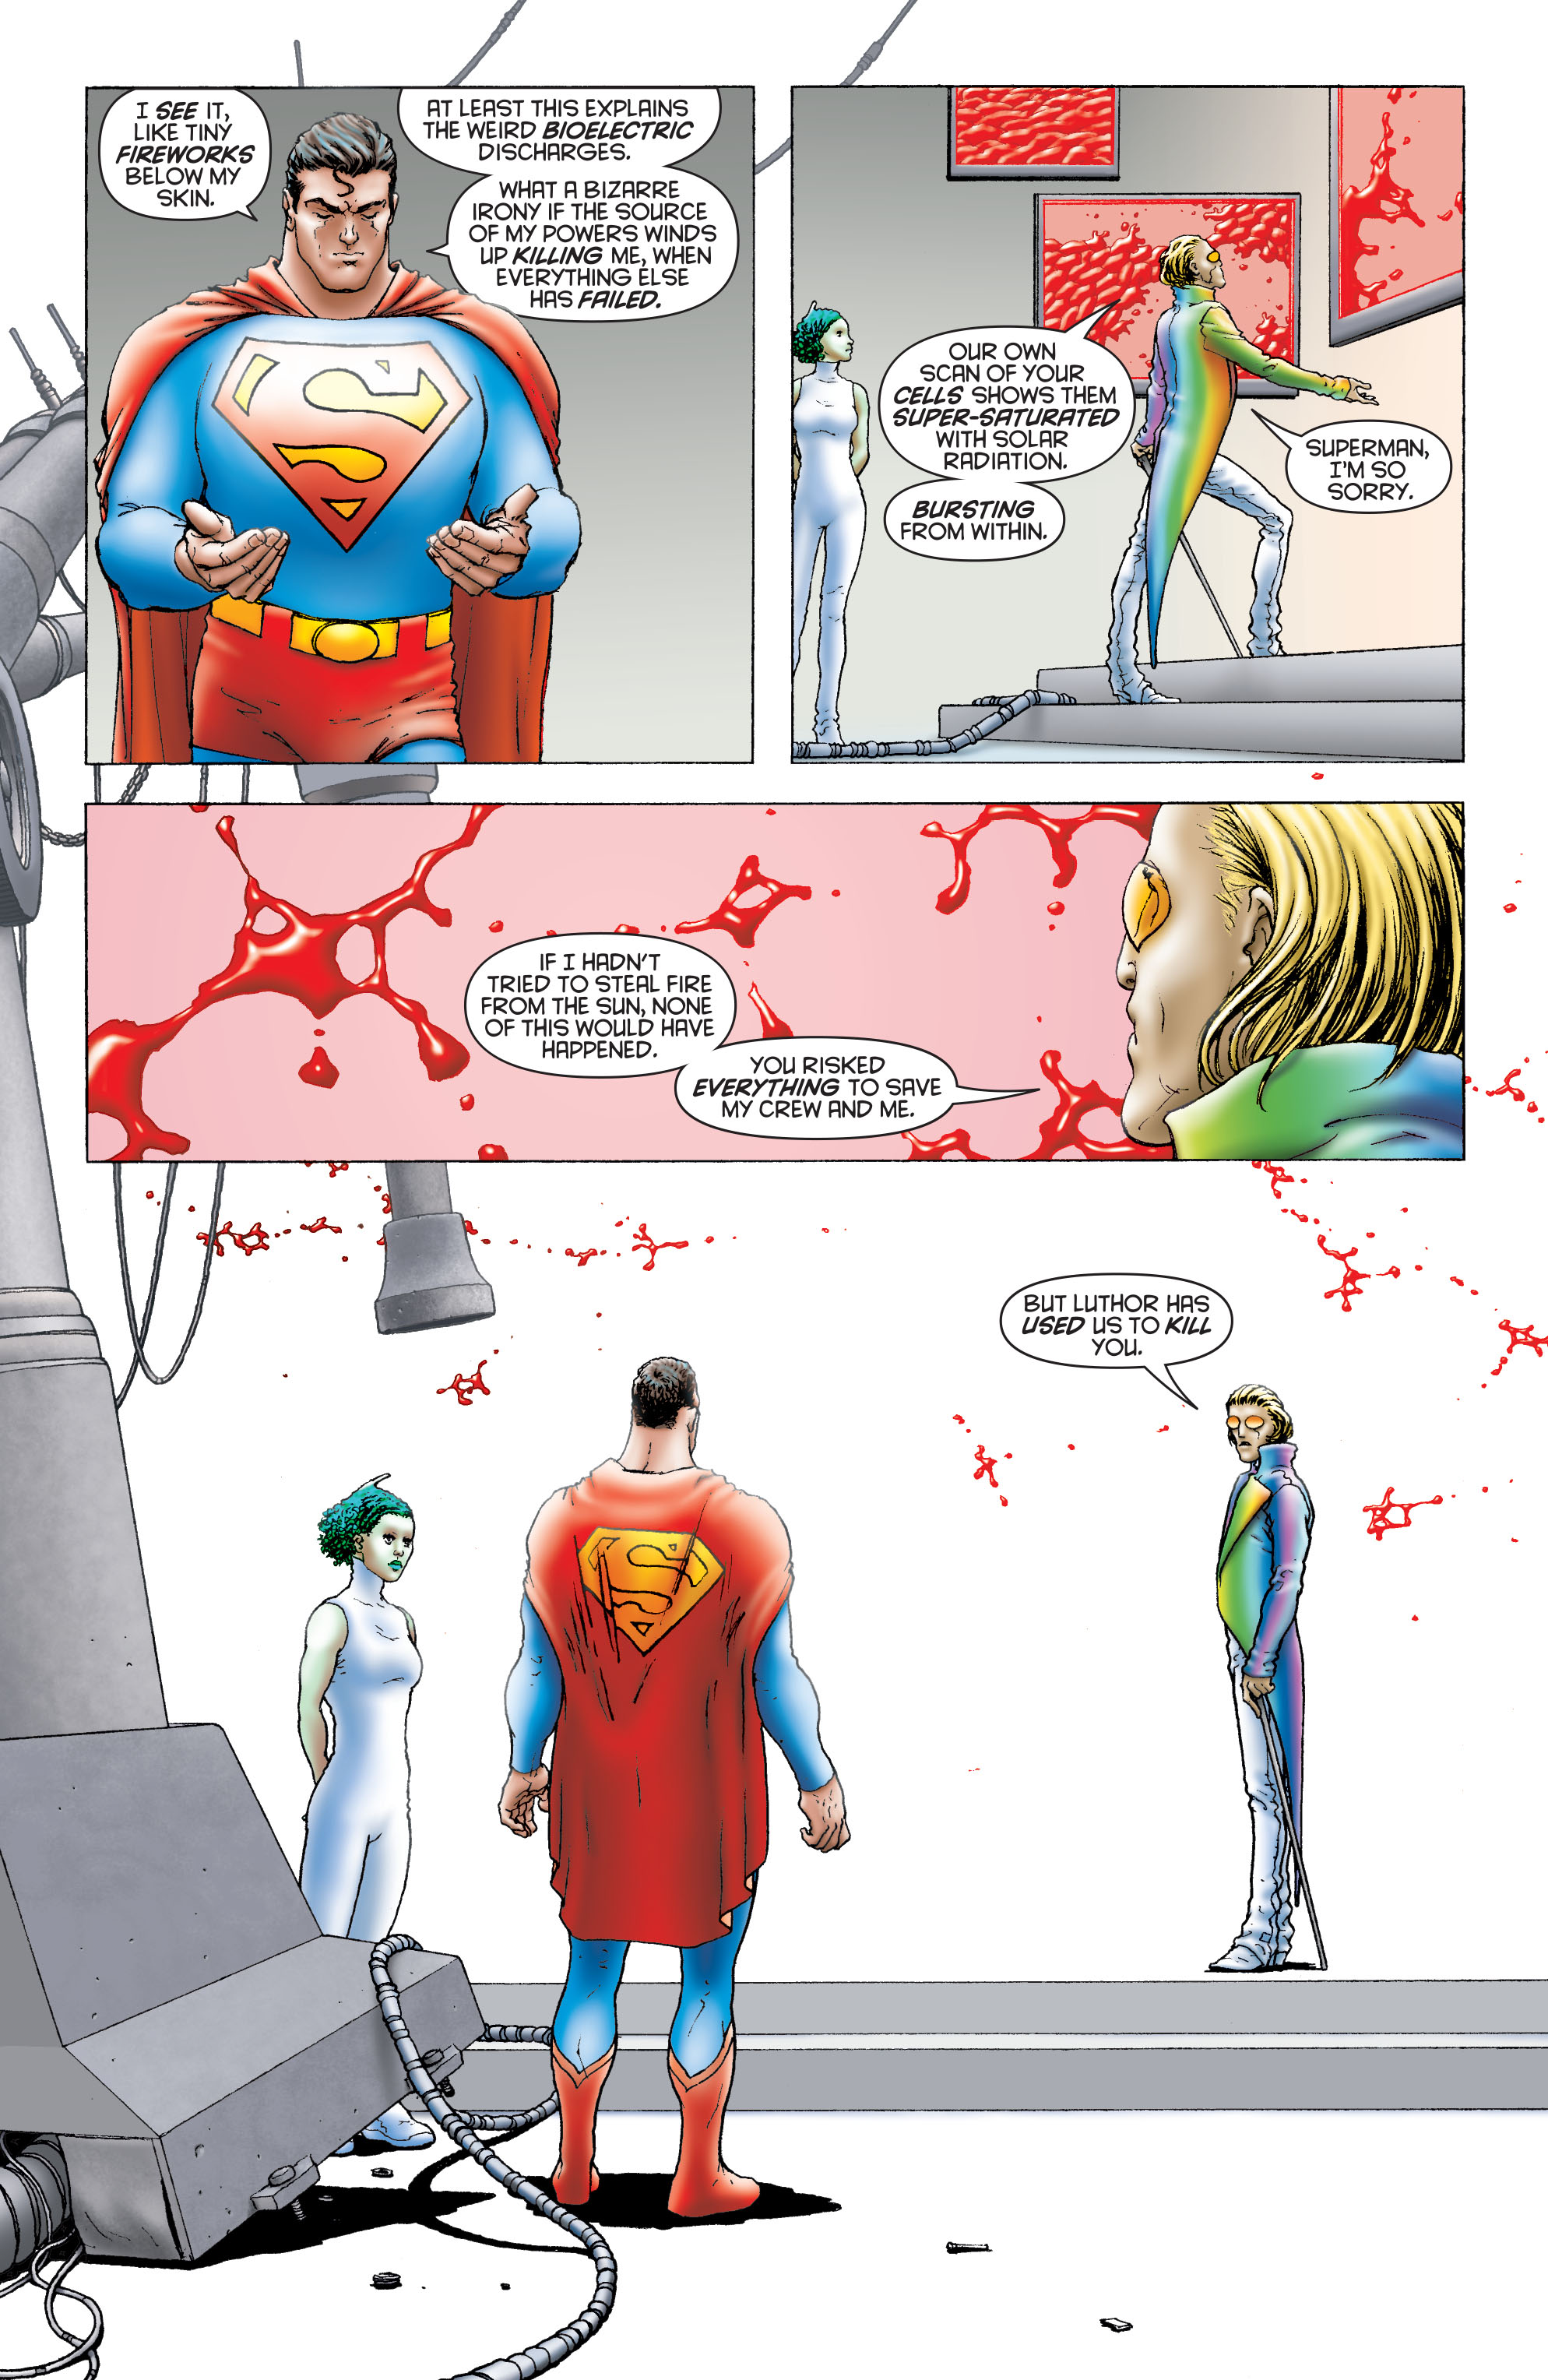 I SEE IT,
LIKE TINY
FIREWORKS
BELOW MY
SKIN.
AT LEAST THIS EXPLAINS
THE WEIRD BIOELECTRIC
DISCHARGES.
WHAT A BIZARRE
IRONY IF THE SOURCE
OF MY POWERS WINDS
UP KILLING ME, WHEN
EVERYTHING ELSE
HAS FAILED.
OUR OWN
SCAN OF YOUR
CELLS SHOWS THEM
SUPER-SATURATED
WITH SOLAR
RADIATION.
BURSTING
FROM WITHIN.
SUPERMAN,
I'M SO
SORRY.
IF I HADN'T
TRIED TO STEAL FIRE
FROM THE SUN, NONE
OF THIS WOULD HAVE
HAPPENED.
YOU RISKED
EVERYTHING TO SAVE
MY CREW AND ME.
BUT LUTHOR HAS
USED US TO KILL
YOU.